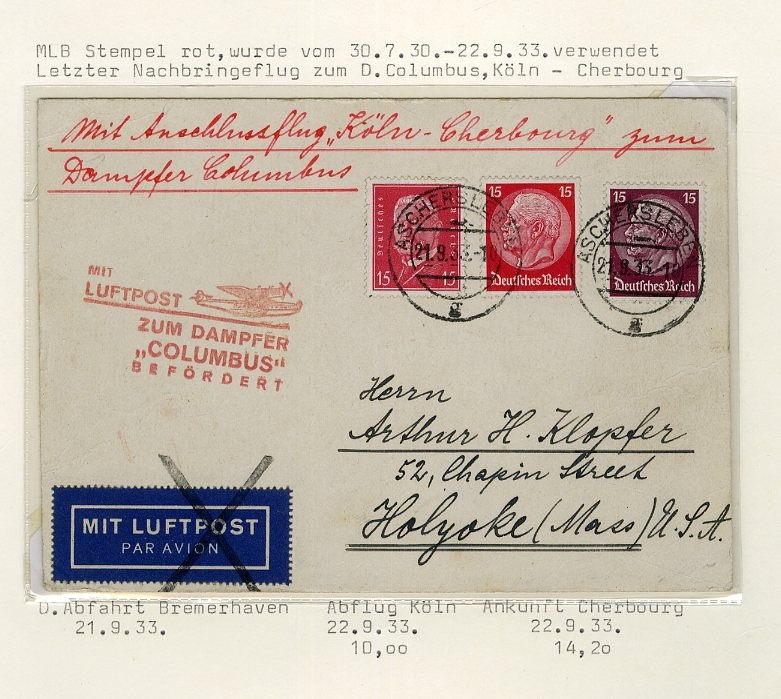 MLB Stempel rot,wurde vom 30.7.30.-22.9.33.verwendet
Letzter Nachbringeflug zum D.Columbus,Köln - Cherbourg
Mit Anschlussflug „Köln-Cherbourg" zum
Dampfer Columbus
15 Deutsches 15
ASCHERSLEBEN
21.9.33.-10
g
15 15
Deutsches Reich
15 15
Deutsches Reich
ASCHERSLEBEN
21.9.33.-10
g
MIT
LUFTPOST
ZUM DAMPFER
„COLUMBUS"
BEFÖRDERT
Herrn
Arthur H. Klopfer
52, Chapin Street
Holyoke (Mass) U.S.A.
MIT LUFTPOST
PAR AVION
D.Abfahrt Bremerhaven Abflug Köln Ankunft Cherbourg
21.9.33. 22.9.33. 22.9.33.
10,oo 14,2o